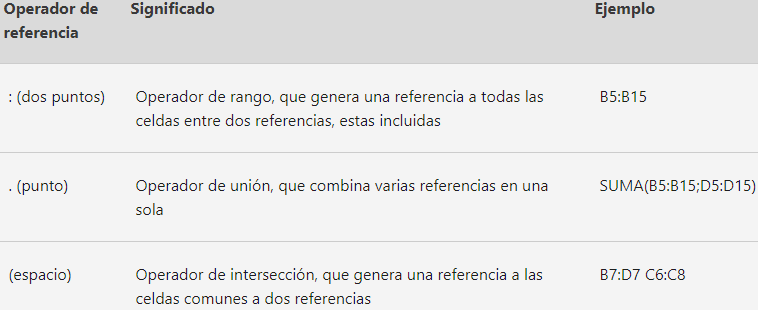 Operador de referencia Significado Ejemplo
: (dos puntos) Operador de rango, que genera una referencia a todas las celdas entre dos referencias, estas incluidas B5:B15
. (punto) Operador de unión, que combina varias referencias en una sola SUMA(B5:B15;D5:D15)
(espacio) Operador de intersección, que genera una referencia a las celdas comunes a dos referencias B7:D7 C6:C8